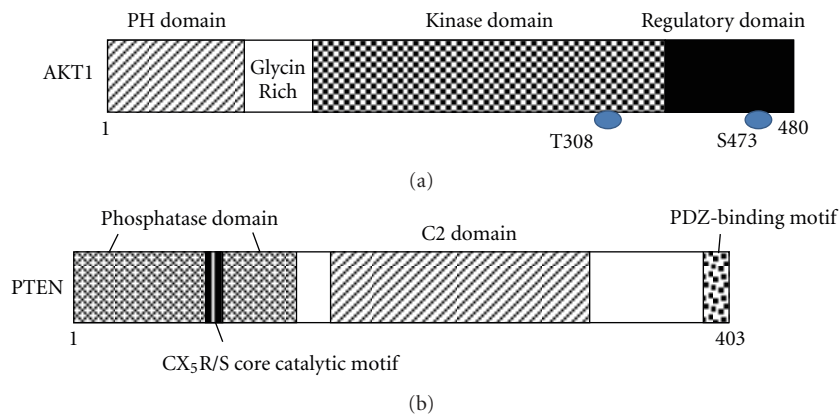 PH domain
Kinase domain
Regulatory domain
AKT1
Glycin
Rich
1
T308
S473
480
(a)
Phosphatase domain
C2 domain
PDZ-binding motif
PTEN
1
403
CX₅R/S core catalytic motif
(b)